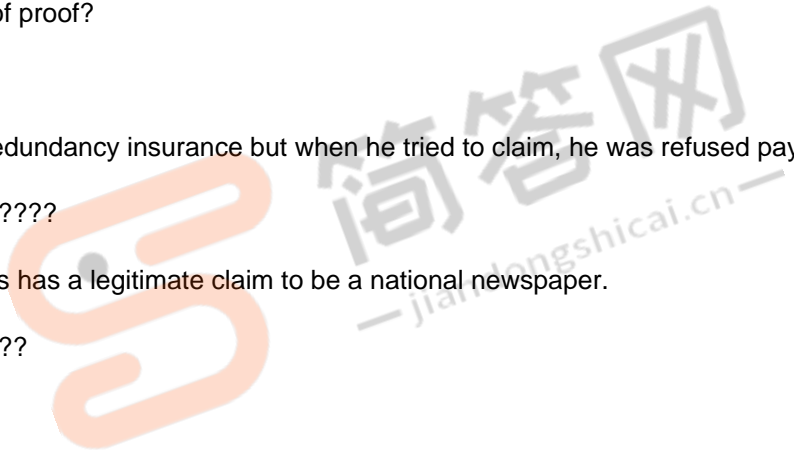 of proof?
edundancy insurance but when he tried to claim, he was refused pay
????
s has a legitimate claim to be a national newspaper.
??
简答网
— jiandongshicai.cn —